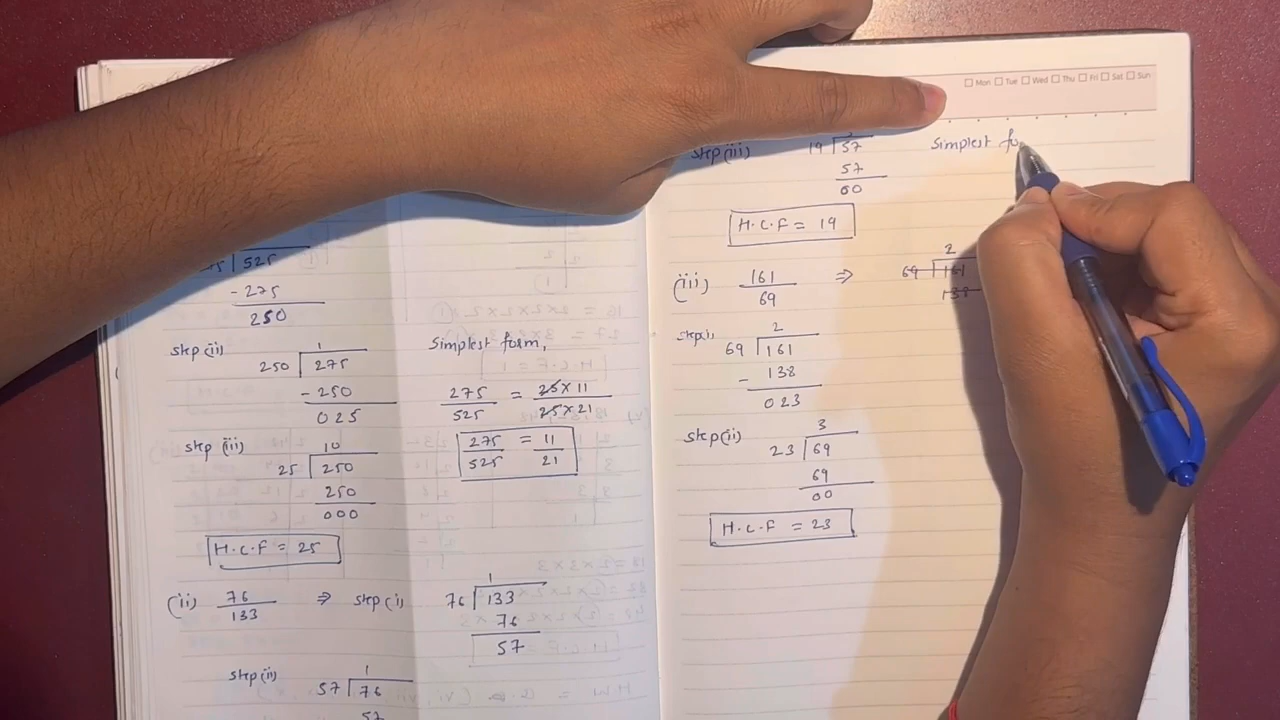 525
- 275
250
step (ii)
1
250 275
- 250
025
step (iii)
10
25 250
250
000
H.C.F = 25
Simplest form,
275/525 = 25 x 11/25 x 21
275/525 = 11/21
(ii) 76/133 ⇒ step (i)
1
76 133
76
57
step (ii)
1
57 76
57
Mon Tue Wed Thu Fri Sat Sun
step (iii)
19 57
57
00
H.C.F = 19
Simplest fo
(iii) 161/69 ⇒
2
69 161
138
step i
2
69 161
- 138
023
step (ii)
3
23 69
69
00
H.C.F = 23